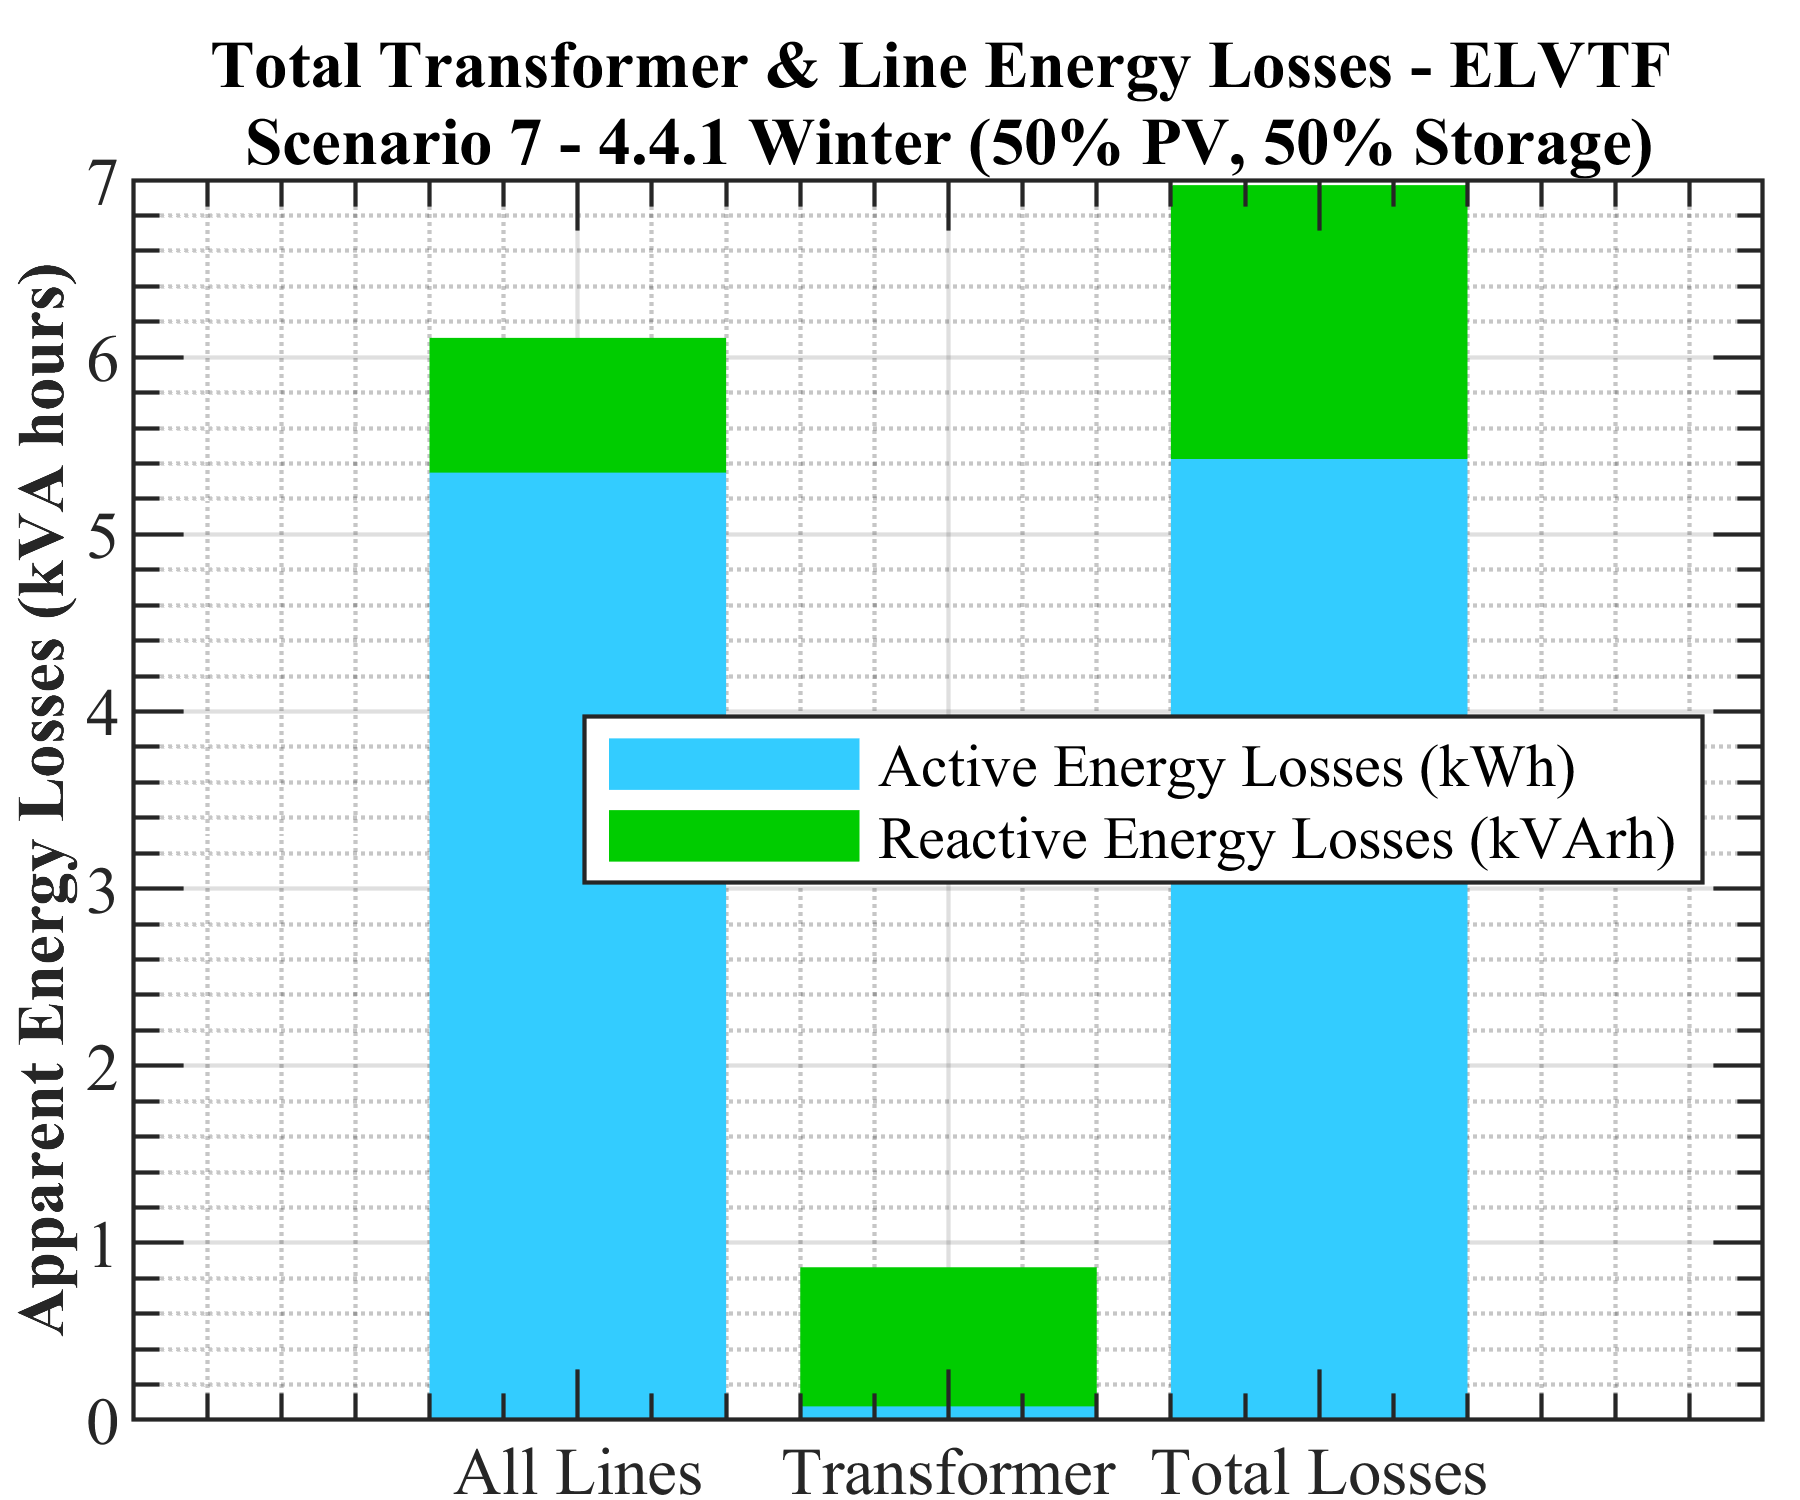 Total Transformer & Line Energy Losses - ELVTF
Scenario 7 - 4.4.1 Winter (50% PV, 50% Storage)
Apparent Energy Losses (kVA hours)
7
6
5
4
3
2
1
0
Active Energy Losses (kWh)
Reactive Energy Losses (kVArh)
All Lines Transformer Total Losses